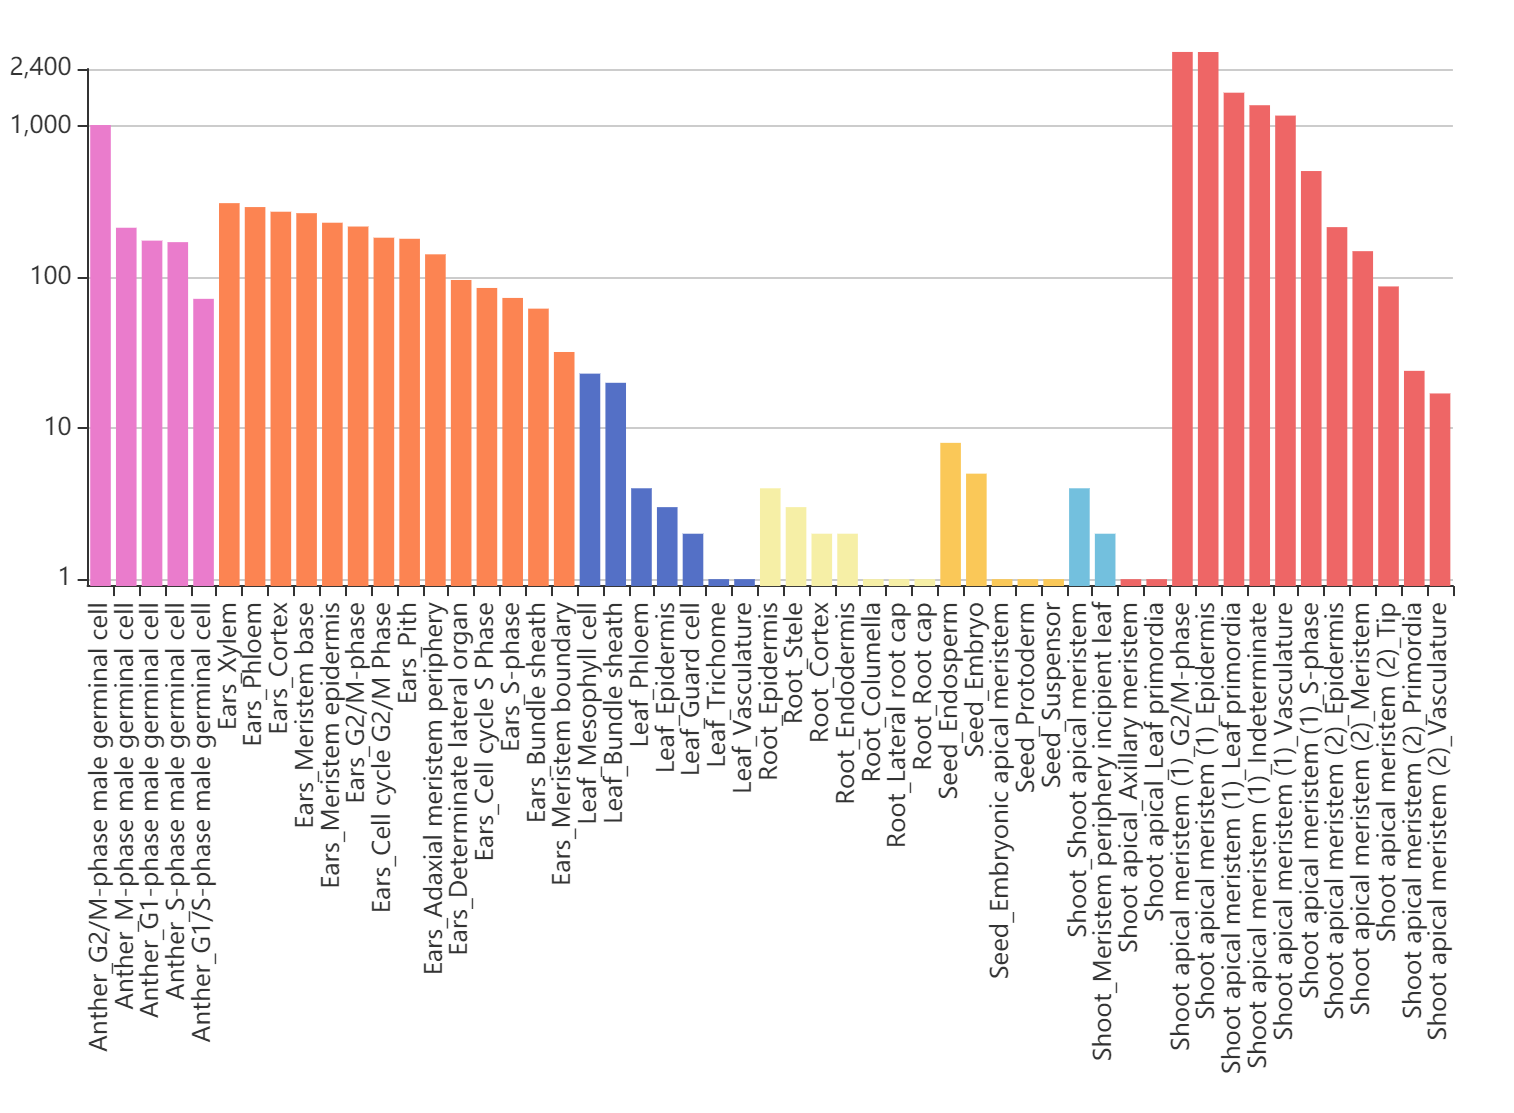 2,400
1,000
100
10
1
Anther_G2/M-phase male germinal cell
Anther_M-phase male germinal cell
Anther_G1-phase male germinal cell
Anther_S-phase male germinal cell
Anther_G1/S-phase male germinal cell
Ears_Xylem
Ears_Phloem
Ears_Cortex
Ears_Meristem base
Ears_Meristem epidermis
Ears_G2/M-phase
Ears_Cell cycle G2/M Phase
Ears_Pith
Ears_Adaxial meristem periphery
Ears_Determinate lateral organ
Ears_Cell cycle S Phase
Ears_S-phase
Ears_Bundle sheath
Ears_Meristem boundary
Leaf_Mesophyll cell
Leaf_Bundle sheath
Leaf_Phloem
Leaf_Epidermis
Leaf_Guard cell
Leaf_Trichome
Leaf_Vasculature
Root_Epidermis
Root_Stele
Root_Cortex
Root_Endodermis
Root_Columella
Root_Lateral root cap
Root_Root cap
Seed_Endosperm
Seed_Embryo
Seed_Embryonic apical meristem
Seed_Protoderm
Seed_Suspensor
Shoot_Shoot apical meristem
Shoot_Meristem periphery incipient leaf
Shoot apical_Axillary meristem
Shoot apical_Leaf primordia
Shoot apical meristem (1)_G2/M-phase
Shoot apical meristem (1)_Epidermis
Shoot apical meristem (1)_Leaf primordia
Shoot apical meristem (1)_Indeterminate
Shoot apical meristem (1)_Vasculature
Shoot apical meristem (1)_S-phase
Shoot apical meristem (2)_Epidermis
Shoot apical meristem (2)_Meristem
Shoot apical meristem (2)_Tip
Shoot apical meristem (2)_Primordia
Shoot apical meristem (2)_Vasculature